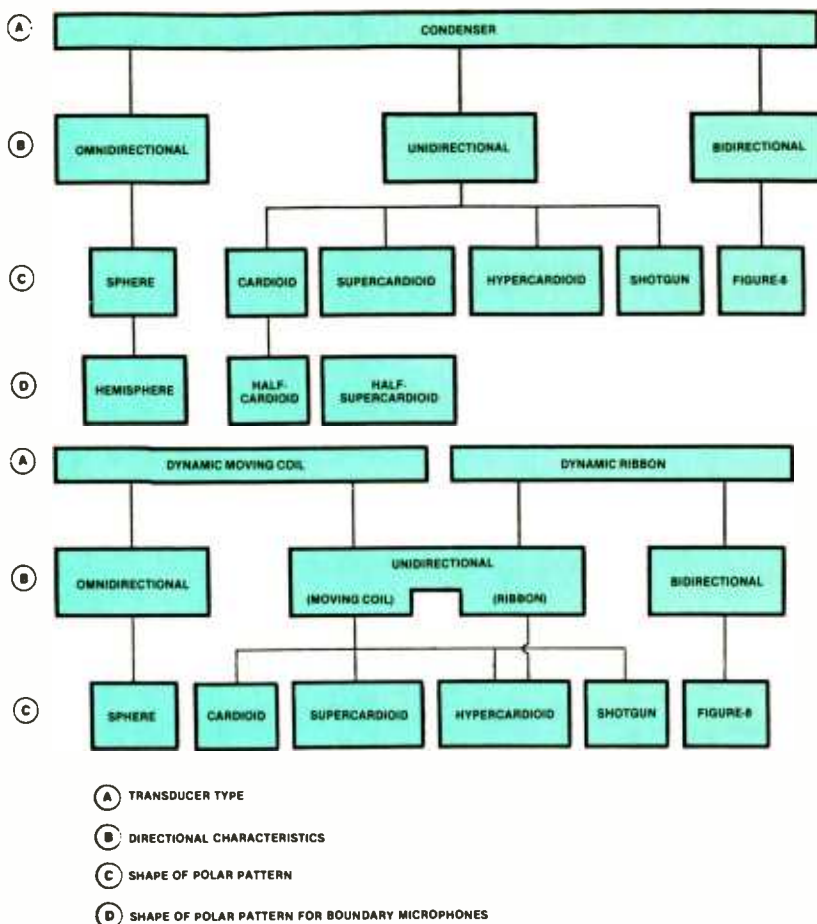 A
CONDENSER
B
OMNIDIRECTIONAL
UNIDIRECTIONAL
BIDIRECTIONAL
C
SPHERE
CARDIOID
SUPERCARDIOID
HYPERCARDIOID
SHOTGUN
FIGURE-8
D
HEMISPHERE
HALF-
CARDIOID
HALF-
SUPERCARDIOID
A
DYNAMIC MOVING COIL
DYNAMIC RIBBON
B
OMNIDIRECTIONAL
UNIDIRECTIONAL
(MOVING COIL)
(RIBBON)
BIDIRECTIONAL
C
SPHERE
CARDIOID
SUPERCARDIOID
HYPERCARDIOID
SHOTGUN
FIGURE-8
A TRANSDUCER TYPE
B DIRECTIONAL CHARACTERISTICS
C SHAPE OF POLAR PATTERN
D SHAPE OF POLAR PATTERN FOR BOUNDARY MICROPHONES